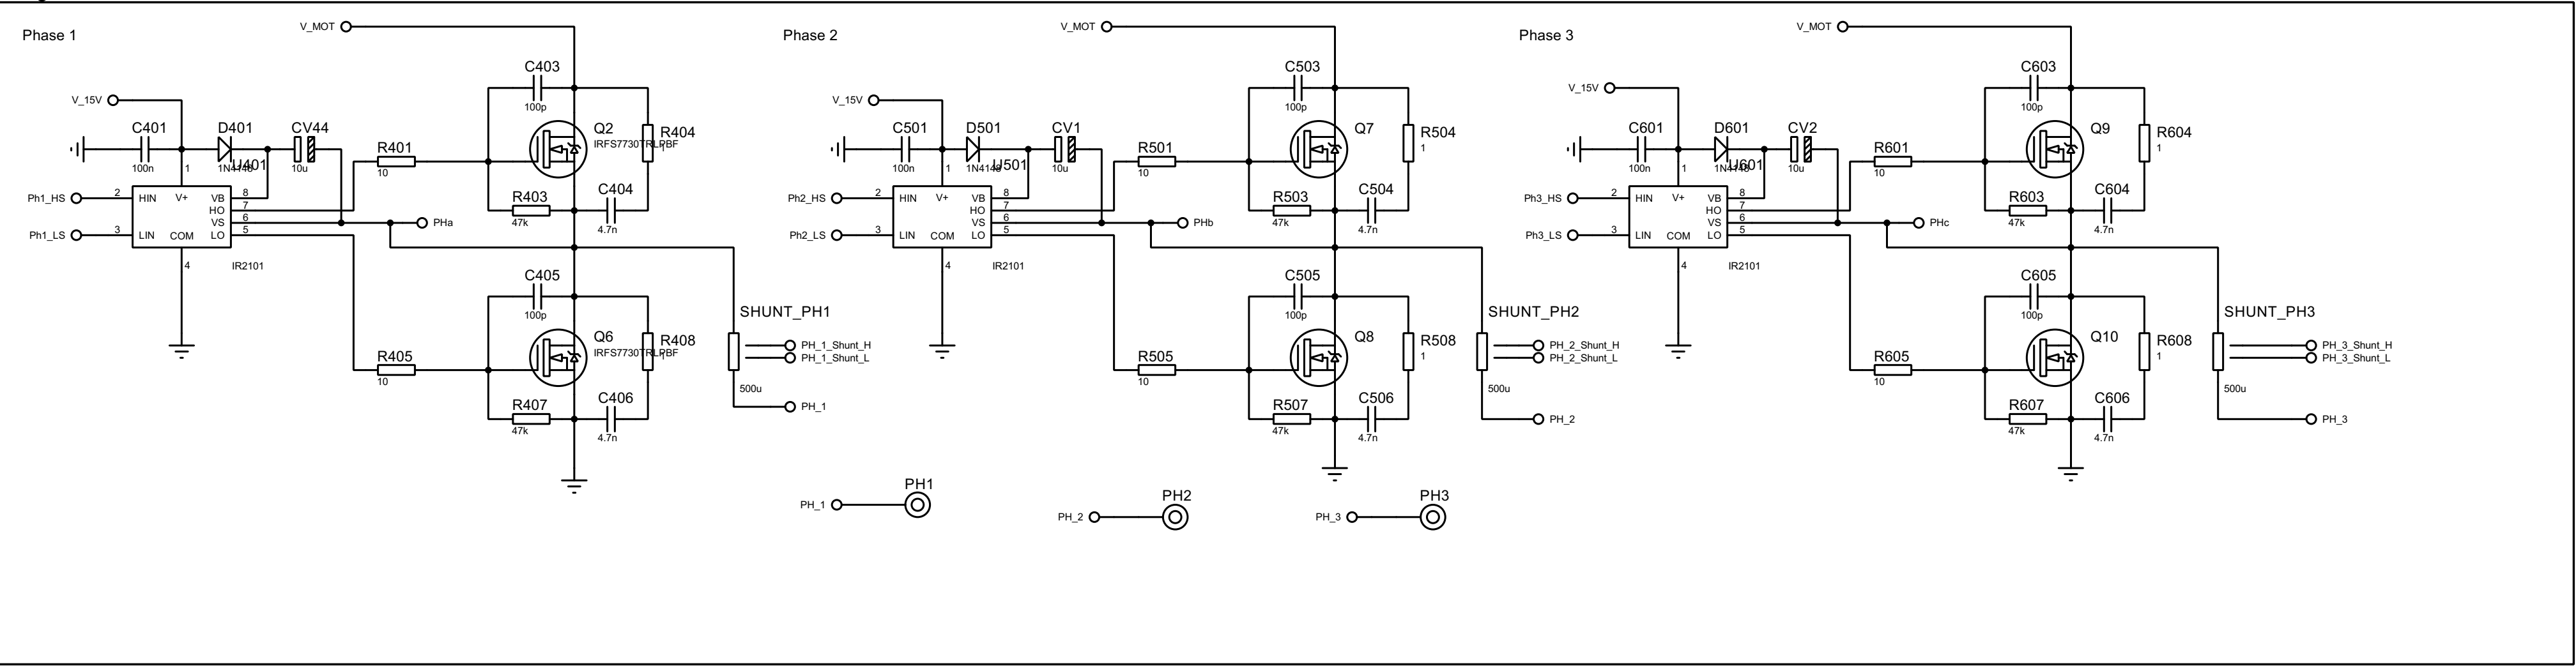 Phase 1
V_MOT
C403
100p
V_15V
C401
100n
D401
1N4148
CV44
10u
U401
R401
10
Q2
IRFS7730TRLPBF
R404
Ph1_HS
2
HIN
1
V+
VB
8
HO
7
VS
6
LO
5
Ph1_LS
3
LIN
COM
4
IR2101
PHa
R403
47k
C404
4.7n
C405
100p
Q6
IRFS7730TRLPBF
R408
R405
10
R407
47k
C406
4.7n
SHUNT_PH1
PH_1_Shunt_H
PH_1_Shunt_L
500u
PH_1
Phase 2
V_MOT
C503
100p
V_15V
C501
100n
D501
1N4148
CV1
10u
U501
R501
10
Q7
R504
1
Ph2_HS
2
HIN
1
V+
VB
8
HO
7
VS
6
LO
5
Ph2_LS
3
LIN
COM
4
IR2101
PHb
R503
47k
C504
4.7n
C505
100p
Q8
R508
1
R505
10
R507
47k
C506
4.7n
SHUNT_PH2
PH_2_Shunt_H
PH_2_Shunt_L
500u
PH_2
Phase 3
V_MOT
C603
100p
V_15V
C601
100n
D601
1N4148
CV2
10u
U601
R601
10
Q9
R604
1
Ph3_HS
2
HIN
1
V+
VB
8
HO
7
VS
6
LO
5
Ph3_LS
3
LIN
COM
4
IR2101
PHc
R603
47k
C604
4.7n
C605
100p
Q10
R608
1
R605
10
R607
47k
C606
4.7n
SHUNT_PH3
PH_3_Shunt_H
PH_3_Shunt_L
500u
PH_3
PH1
PH_1
PH2
PH_2
PH3
PH_3